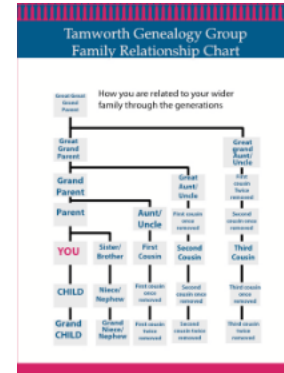 Tamworth Genealogy Group
Family Relationship Chart
Great Great
Grand
Parent
How you are related to your wider
family through the generations
Great
Grand
Parent
Great
grand
Aunt/
Uncle
Grand
Parent
Great
Aunt/
Uncle
First
cousin
twice
removed
Parent
Aunt/
Uncle
First cousin
once
removed
Second
cousin once
removed
YOU
Sister/
Brother
First
Cousin
Second
Cousin
Third
Cousin
CHILD
Niece/
Nephew
First cousin
once
removed
Second
cousin once
removed
Third cousin
once
removed
Grand
CHILD
Grand
Niece/
Nephew
First cousin
twice
removed
Second
cousin twice
removed
Third cousin
twice
removed